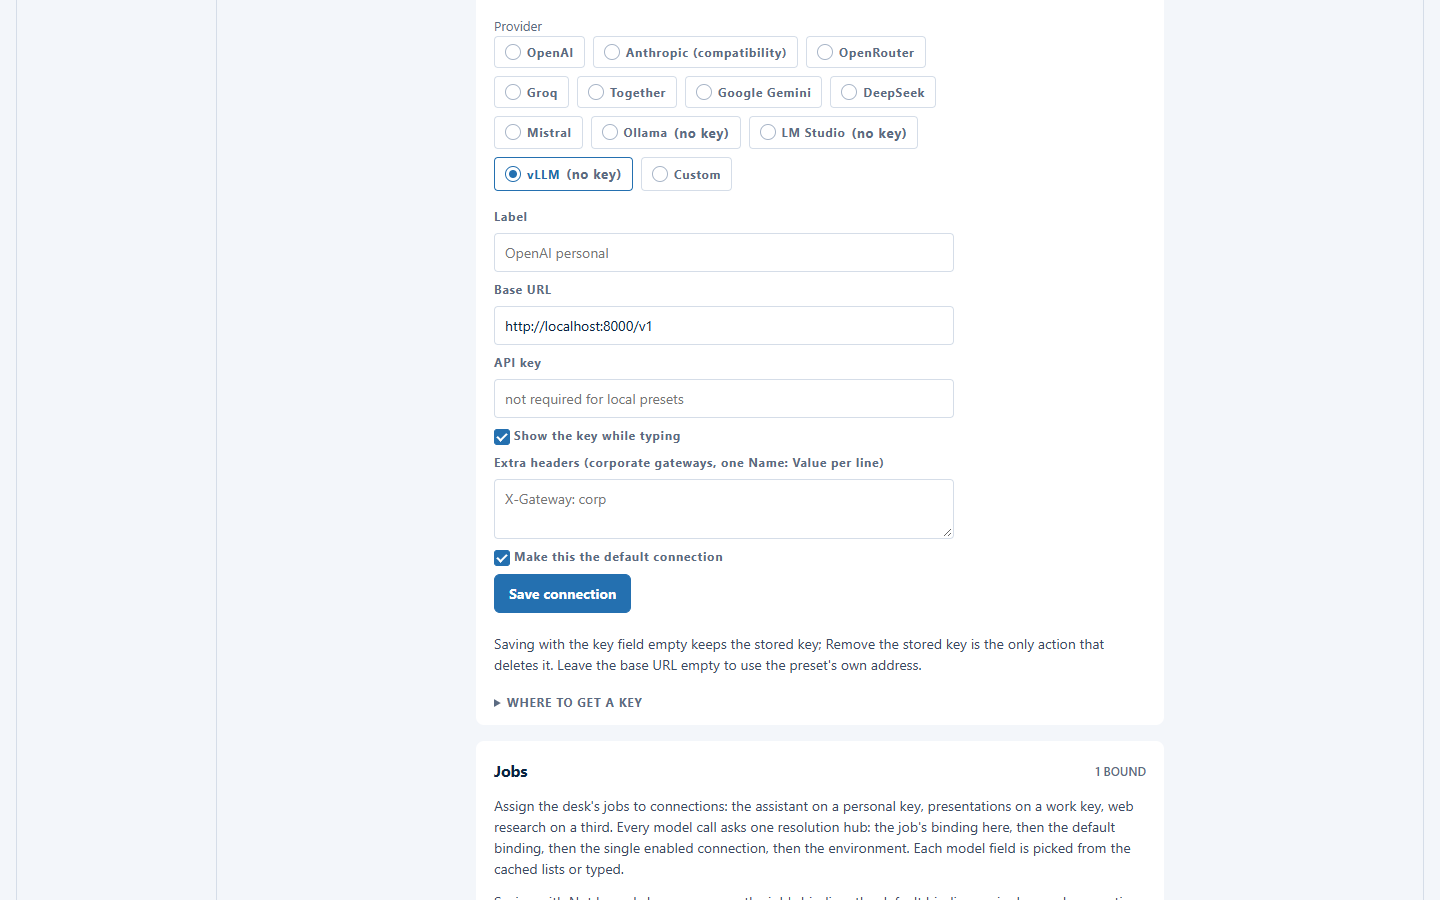 Provider
OpenAI
Anthropic (compatibility)
OpenRouter
Groq
Together
Google Gemini
DeepSeek
Mistral
Ollama (no key)
LM Studio (no key)
vLLM (no key)
Custom
Label
OpenAI personal
Base URL
http://localhost:8000/v1
API key
not required for local presets
Show the key while typing
Extra headers (corporate gateways, one Name: Value per line)
X-Gateway: corp
Make this the default connection
Save connection
Saving with the key field empty keeps the stored key; Remove the stored key is the only action that
deletes it. Leave the base URL empty to use the preset's own address.
WHERE TO GET A KEY
Jobs
1 BOUND
Assign the desk's jobs to connections: the assistant on a personal key, presentations on a work key, web
research on a third. Every model call asks one resolution hub: the job's binding here, then the default
binding, then the single enabled connection, then the environment. Each model field is picked from the
cached lists or typed.